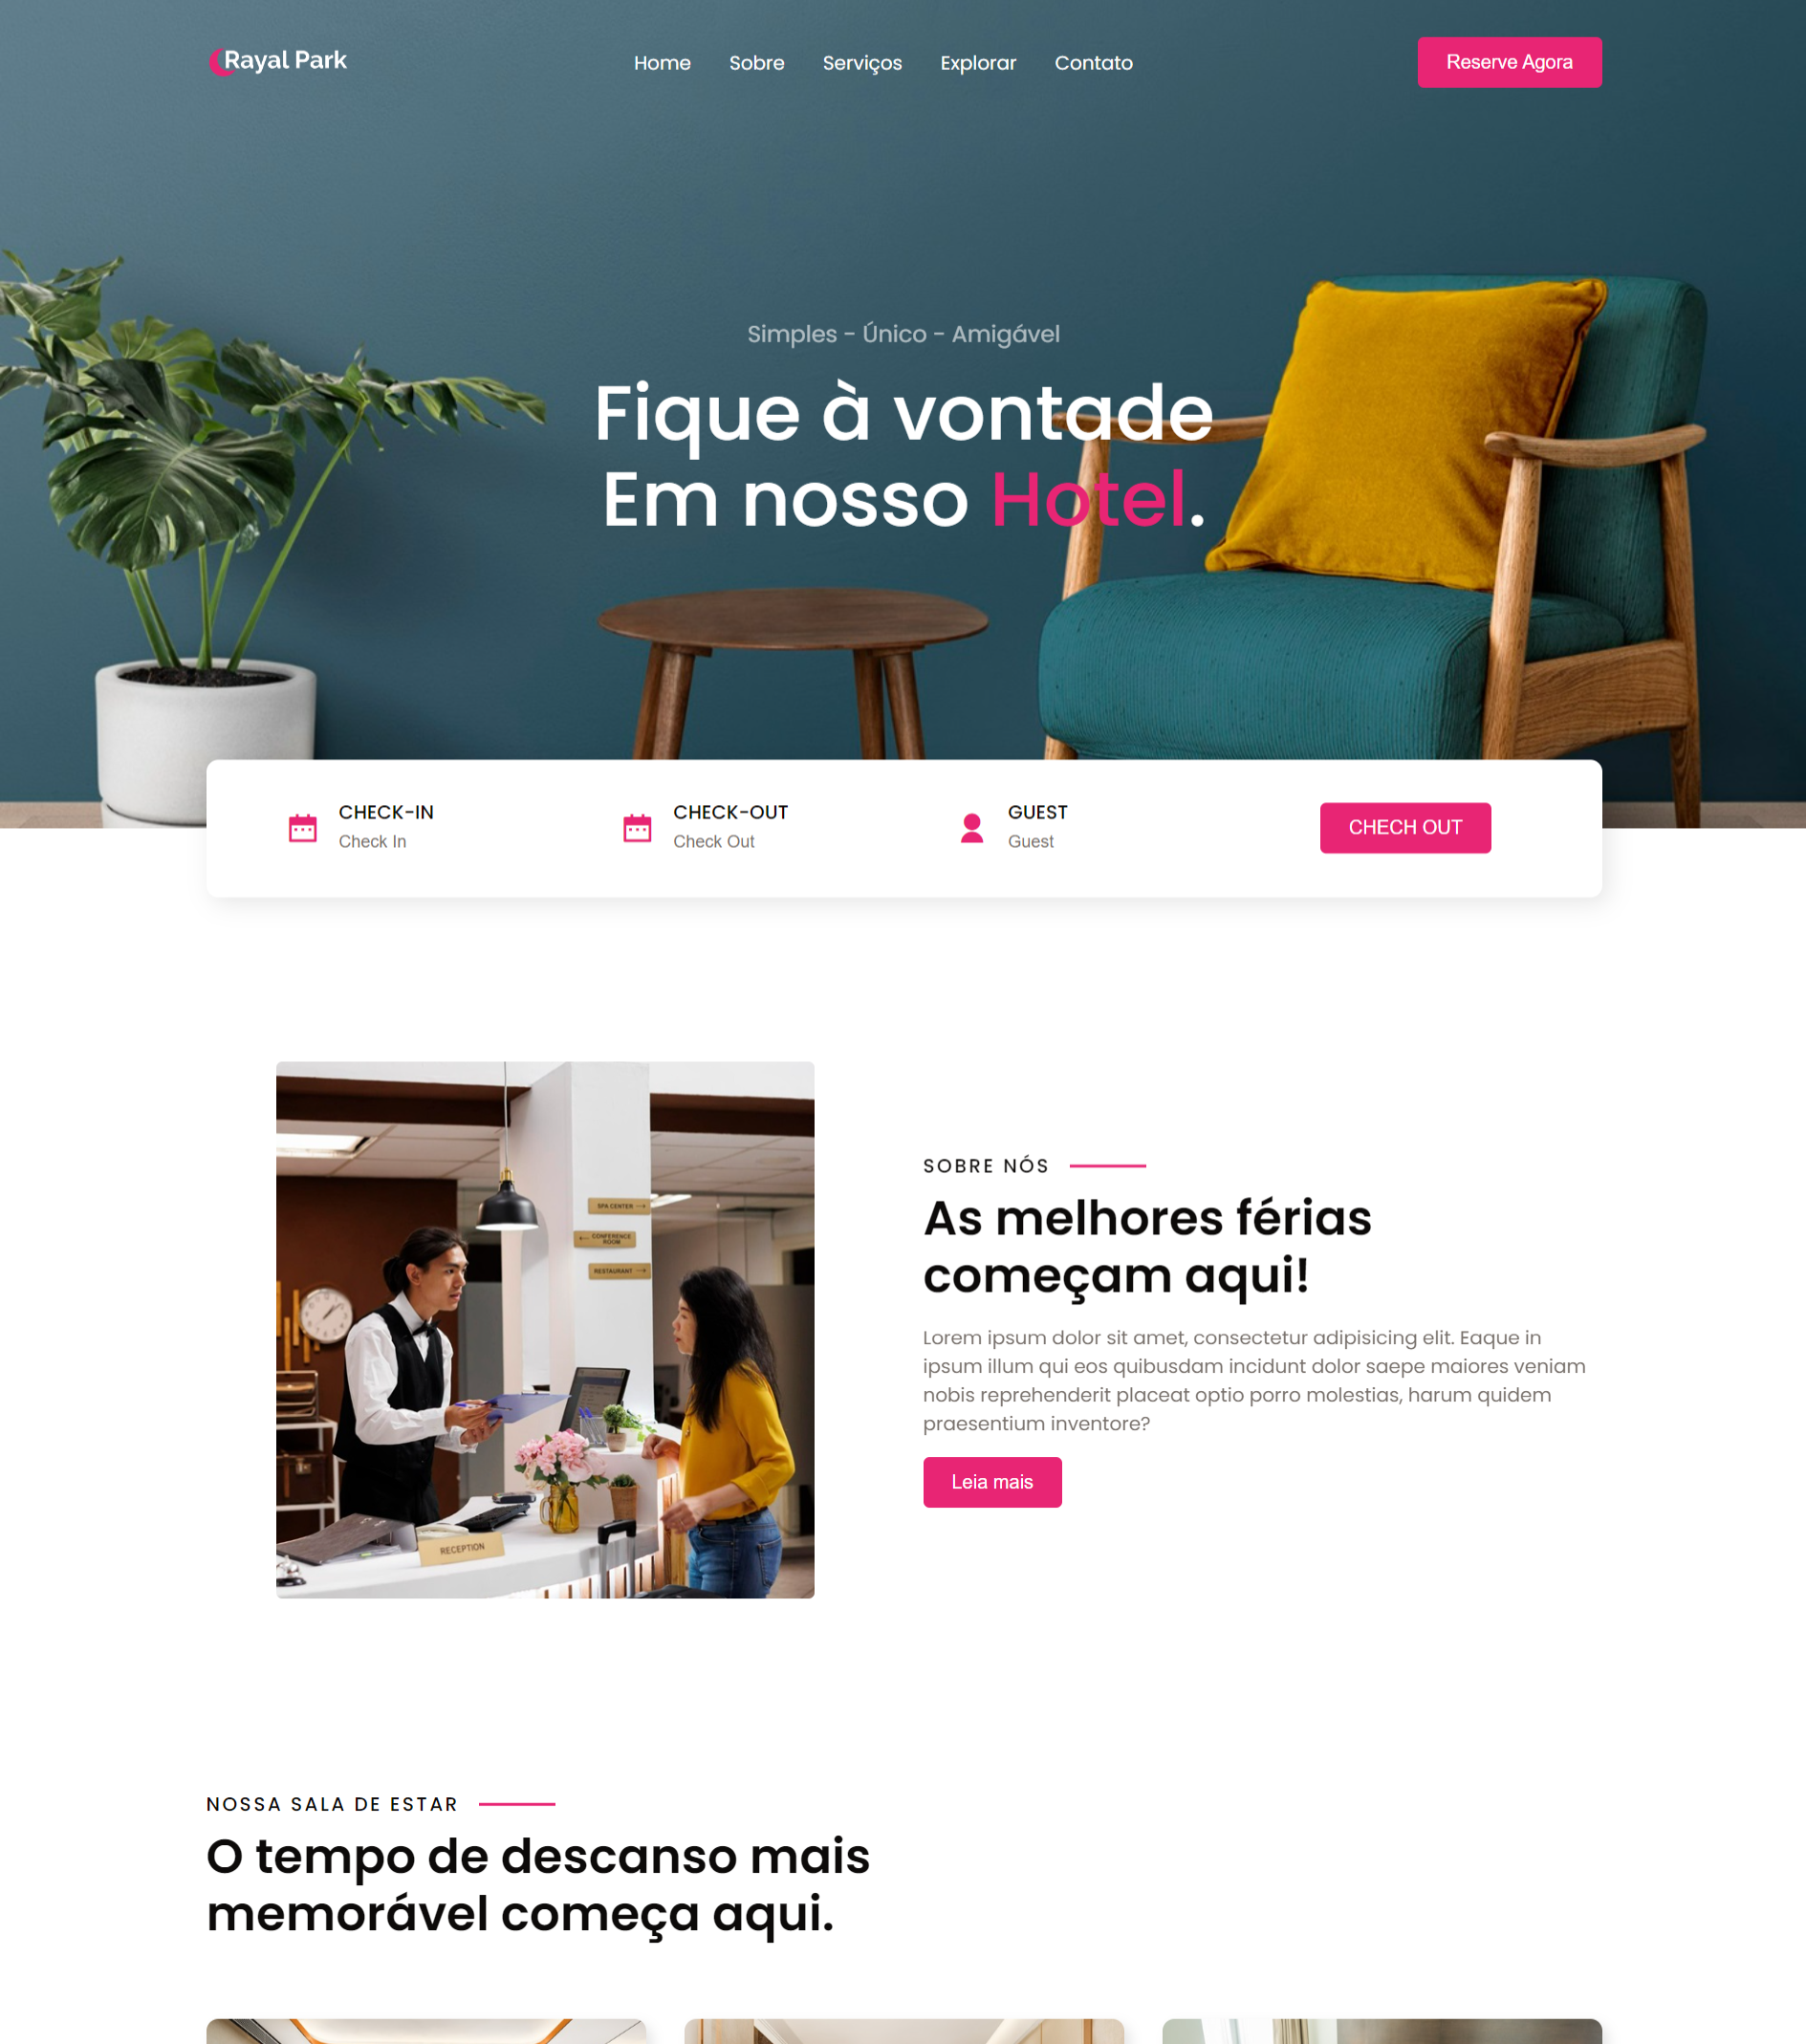 Rayal Park
Home Sobre Serviços Explorar Contato
Reserve Agora
Simples - Único - Amigável
Fique à vontade
Em nosso Hotel.
CHECK-IN
Check In
CHECK-OUT
Check Out
GUEST
Guest
CHECH OUT
SPA CENTER →
← CONFERENCE
ROOM
RESTAURANT →
RECEPTION
SOBRE NÓS
As melhores férias
começam aqui!
Lorem ipsum dolor sit amet, consectetur adipisicing elit. Eaque in
ipsum illum qui eos quibusdam incidunt dolor saepe maiores veniam
nobis reprehenderit placeat optio porro molestias, harum quidem
praesentium inventore?
Leia mais
NOSSA SALA DE ESTAR
O tempo de descanso mais
memorável começa aqui.